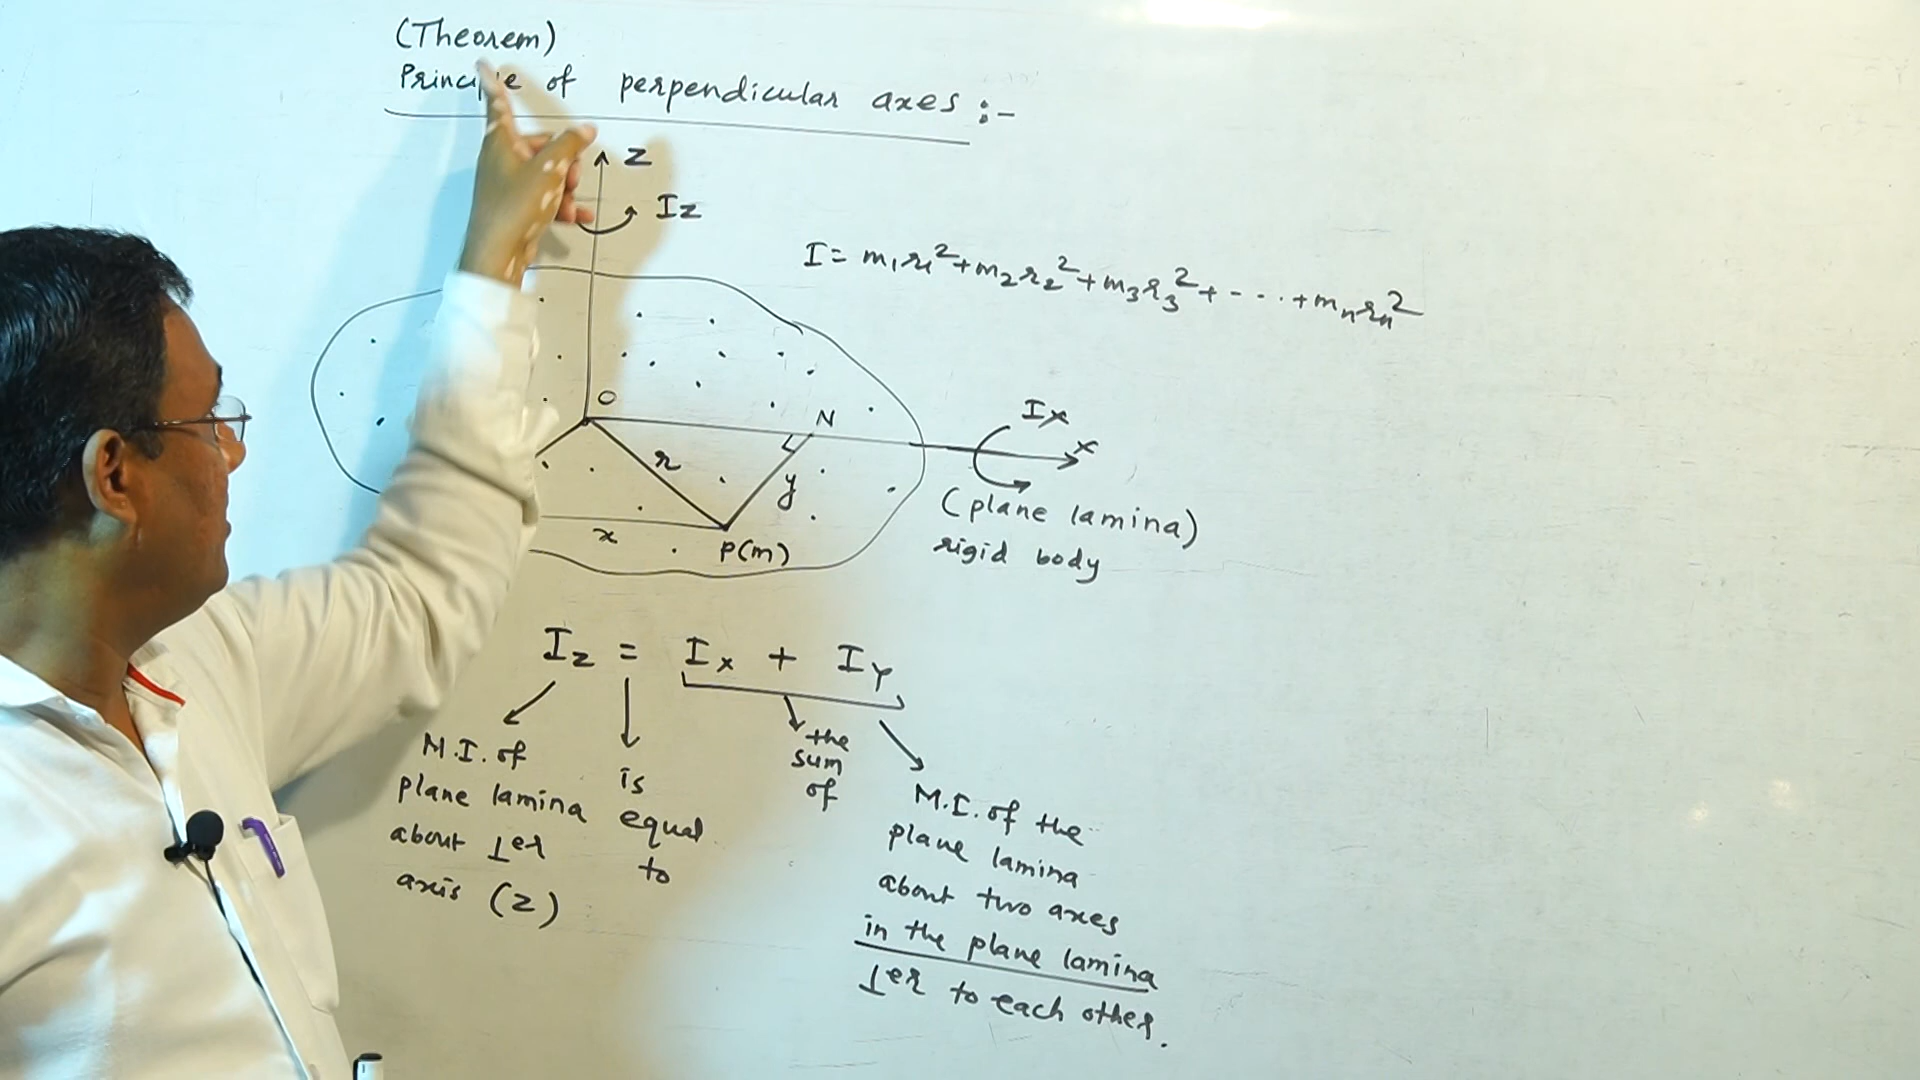 (Theorem)
Principle of perpendicular axes :-
Z
IZ
I = m₁r₁² + m₂r₂² + m₃r₃² + - - - . + mₙrₙ²
O
N
Ix
x
r
y
(plane lamina)
x
P(m)
rigid body
Iz = Ix + IY
M.I. of
plane lamina
about ⊥er
axis (Z)
is
equal
to
the
sum
of
M.I. of the
plane lamina
about two axes
in the plane lamina
⊥er to each other.